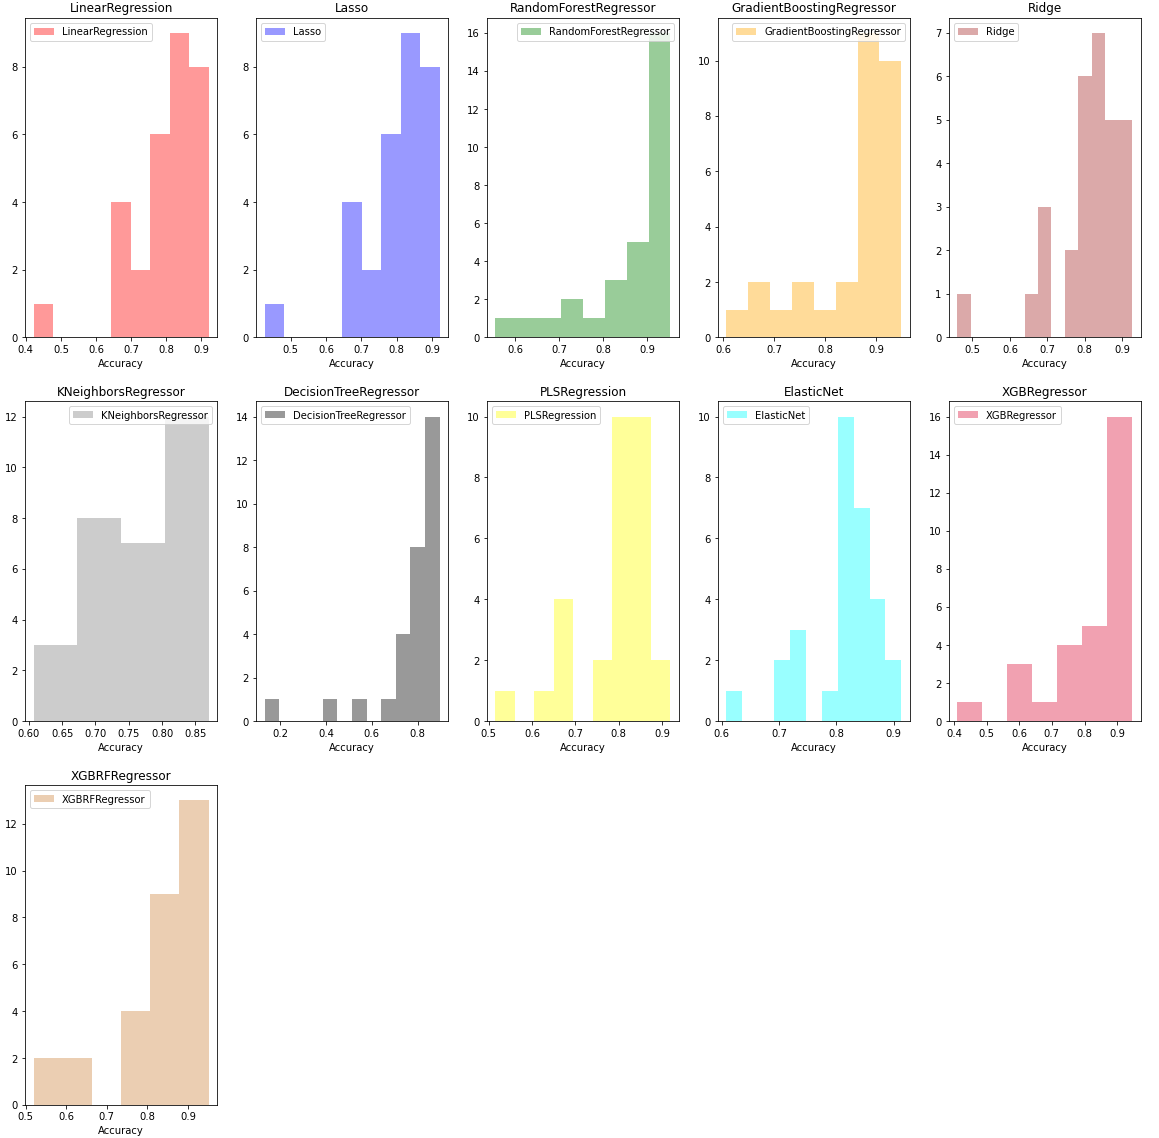 LinearRegression Lasso RandomForestRegressor GradientBoostingRegressor Ridge
LinearRegression Lasso RandomForestRegressor GradientBoostingRegressor Ridge
8
6
4
2
0
0.4 0.5 0.6 0.7 0.8 0.9
Accuracy
8
6
4
2
0
0.5 0.6 0.7 0.8 0.9
Accuracy
16
14
12
10
8
6
4
2
0
0.6 0.7 0.8 0.9
Accuracy
10
8
6
4
2
0
0.6 0.7 0.8 0.9
Accuracy
7
6
5
4
3
2
1
0
0.5 0.6 0.7 0.8 0.9
Accuracy
KNeighborsRegressor DecisionTreeRegressor PLSRegression ElasticNet XGBRegressor
KNeighborsRegressor DecisionTreeRegressor PLSRegression ElasticNet XGBRegressor
12
10
8
6
4
2
0
0.60 0.65 0.70 0.75 0.80 0.85
Accuracy
14
12
10
8
6
4
2
0
0.2 0.4 0.6 0.8
Accuracy
10
8
6
4
2
0
0.5 0.6 0.7 0.8 0.9
Accuracy
10
8
6
4
2
0
0.6 0.7 0.8 0.9
Accuracy
16
14
12
10
8
6
4
2
0
0.4 0.5 0.6 0.7 0.8 0.9
Accuracy
XGBRFRegressor
XGBRFRegressor
12
10
8
6
4
2
0
0.5 0.6 0.7 0.8 0.9
Accuracy